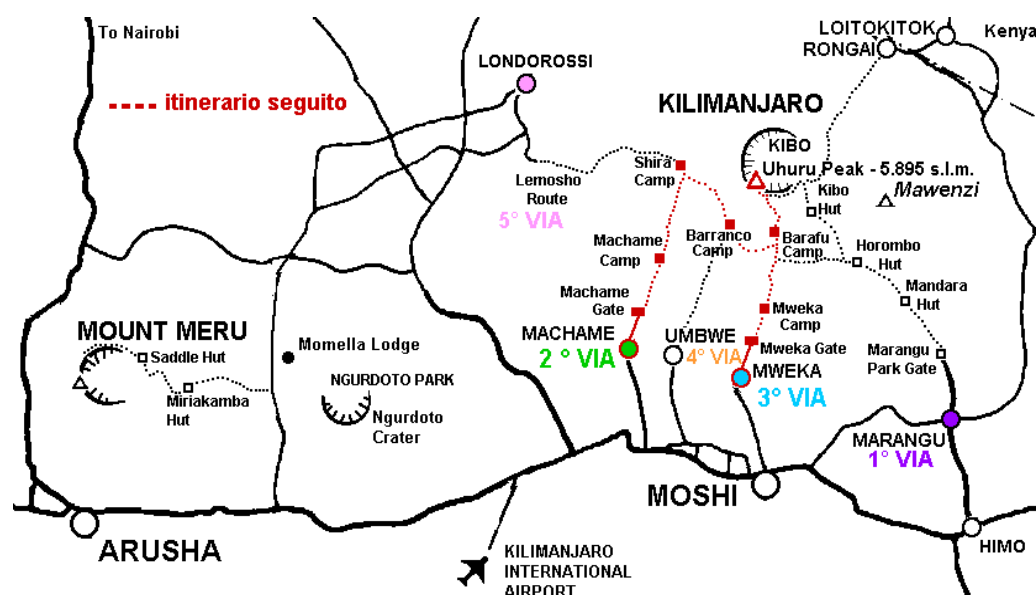 To Nairobi
LOITOKITOK
Kenya
RONGAI
LONDOROSSI
itinerario seguito
KILIMANJARO
KIBO
Uhuru Peak - 5.895 s.l.m.
Mawenzi
Shira
Camp
Lemosho
Route
5° VIA
Kibo
Hut
Machame
Camp
Barranco
Camp
Barafu
Camp
Horombo
Hut
Mandara
Hut
Machame
Gate
Mweka
Camp
MOUNT MERU
Saddle Hut
Momella Lodge
MACHAME
2 ° VIA
UMBWE
4° VIA
Mweka Gate
MWEKA
3° VIA
Marangu
Park Gate
Miriakamba
Hut
NGURDOTO PARK
Ngurdoto
Crater
MARANGU
1° VIA
MOSHI
ARUSHA
HIMO
KILIMANJARO
INTERNATIONAL
AIRPORT